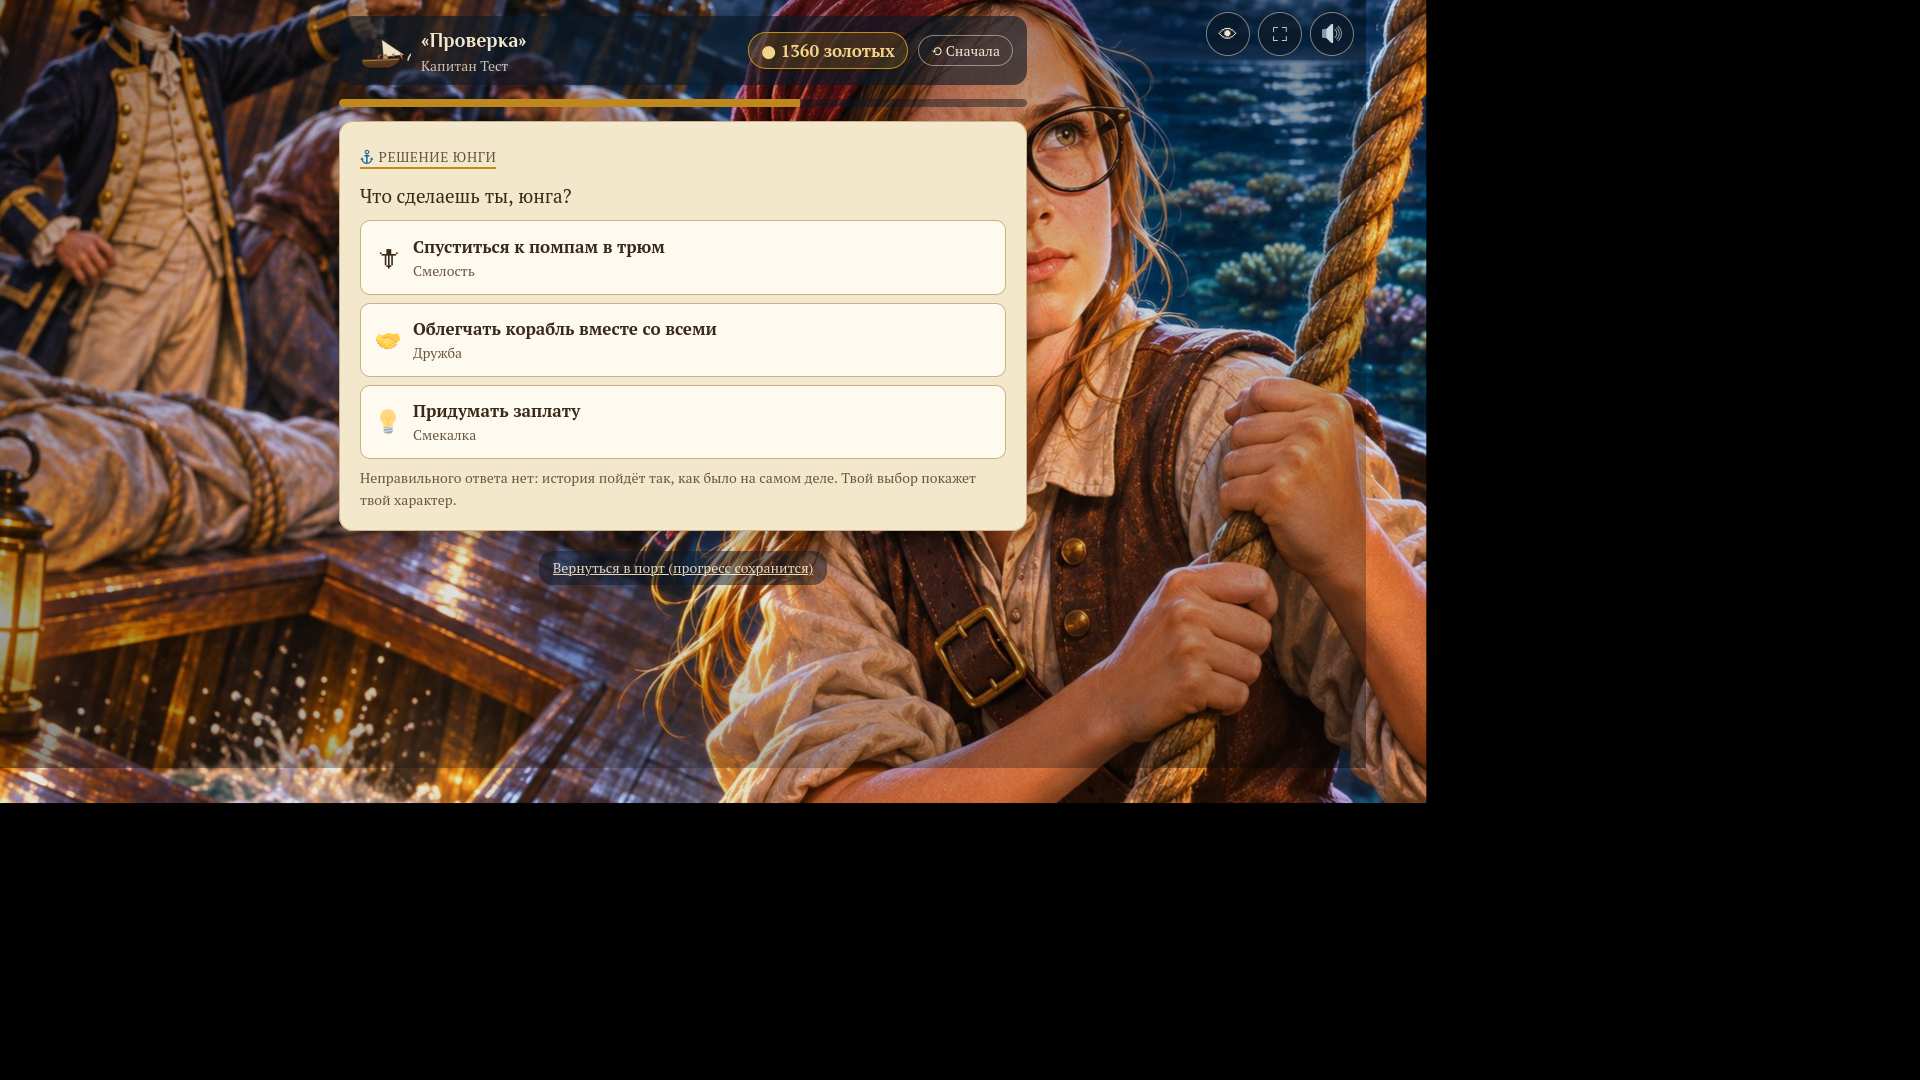 «Проверка»
Капитан Тест
1360 золотых
⟲ Сначала
⚓ РЕШЕНИЕ ЮНГИ
Что сделаешь ты, юнга?
Спуститься к помпам в трюм
Смелость
Облегчать корабль вместе со всеми
Дружба
Придумать заплату
Смекалка
Неправильного ответа нет: история пойдёт так, как было на самом деле. Твой выбор покажет
твой характер.
Вернуться в порт (прогресс сохранится)